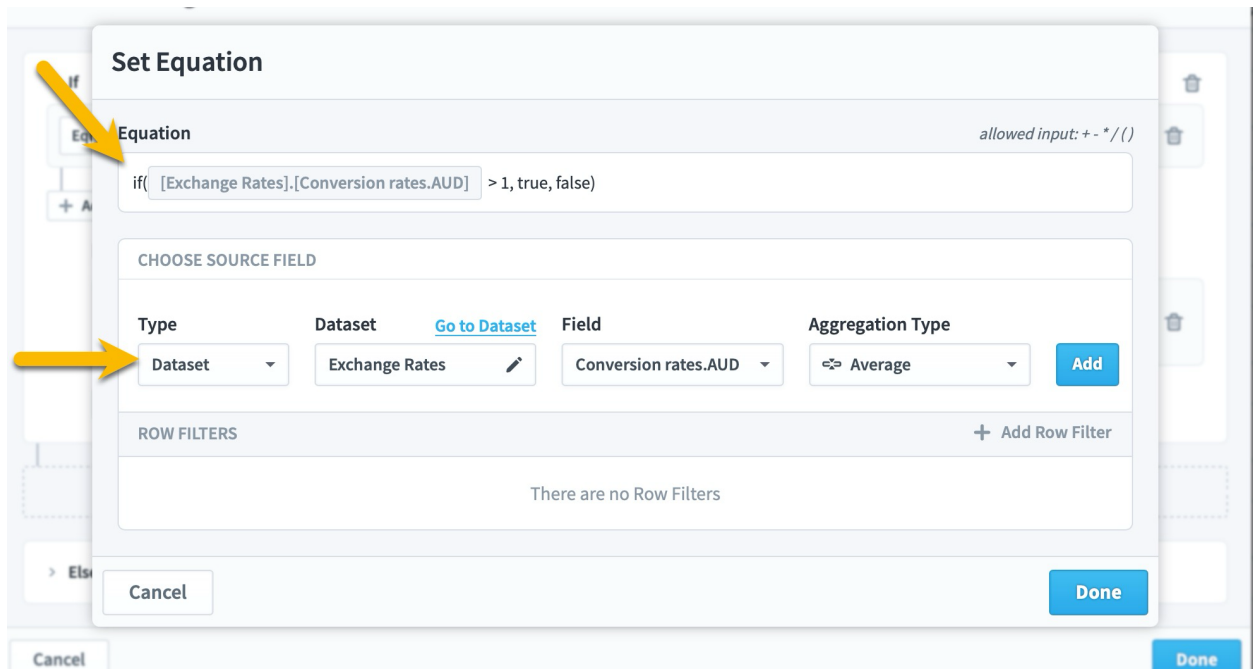 Set Equation
If
Equation
allowed input: + - * / ( )
if( [Exchange Rates].[Conversion rates.AUD] > 1, true, false)
CHOOSE SOURCE FIELD
Type
Dataset
Go to Dataset
Field
Aggregation Type
Dataset
Exchange Rates
Conversion rates.AUD
Average
Add
ROW FILTERS
+ Add Row Filter
There are no Row Filters
Cancel
Done
Cancel
Done